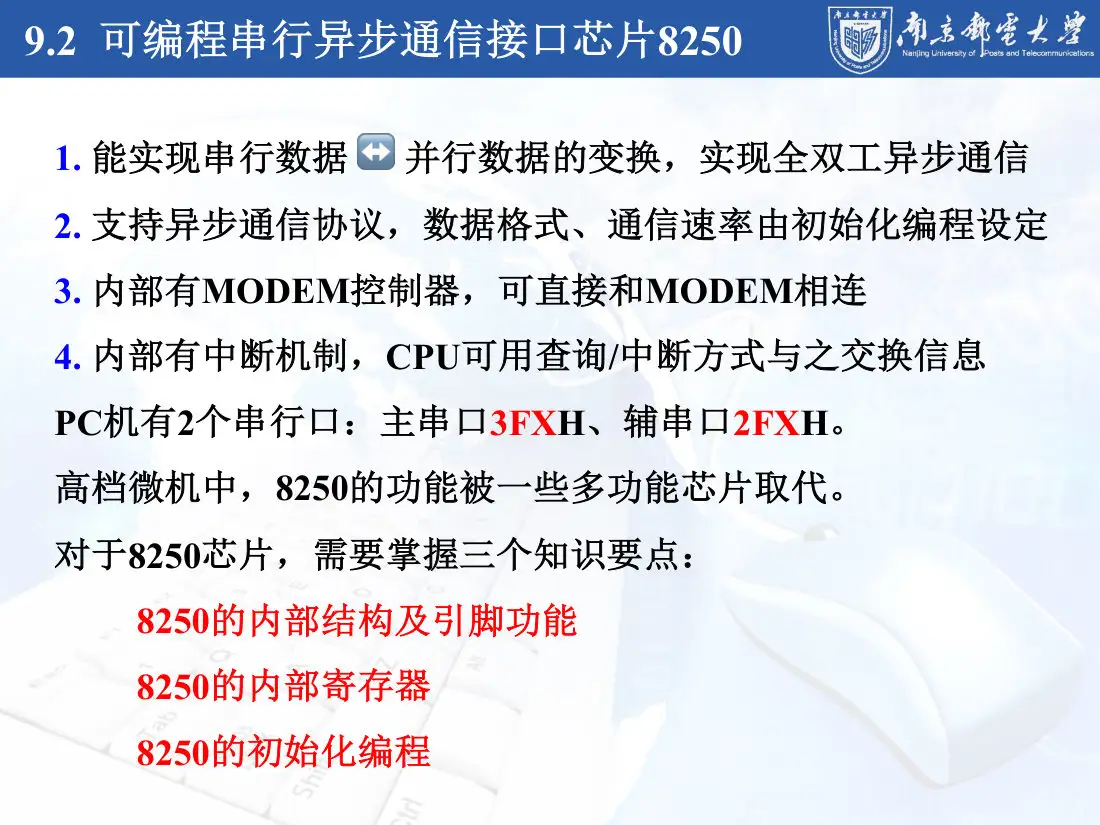 9.2 可编程串行异步通信接口芯片8250
南京邮电大学
Nanjing University of Posts and Telecommunications
1. 能实现串行数据 ↔ 并行数据的变换，实现全双工异步通信
2. 支持异步通信协议，数据格式、通信速率由初始化编程设定
3. 内部有MODEM控制器，可直接和MODEM相连
4. 内部有中断机制，CPU可用查询/中断方式与之交换信息
PC机有2个串行口：主串口3FXH、辅串口2FXH。
高档微机中，8250的功能被一些多功能芯片取代。
对于8250芯片，需要掌握三个知识要点：
8250的内部结构及引脚功能
8250的内部寄存器
8250的初始化编程
Tab
Shi
Ctrl